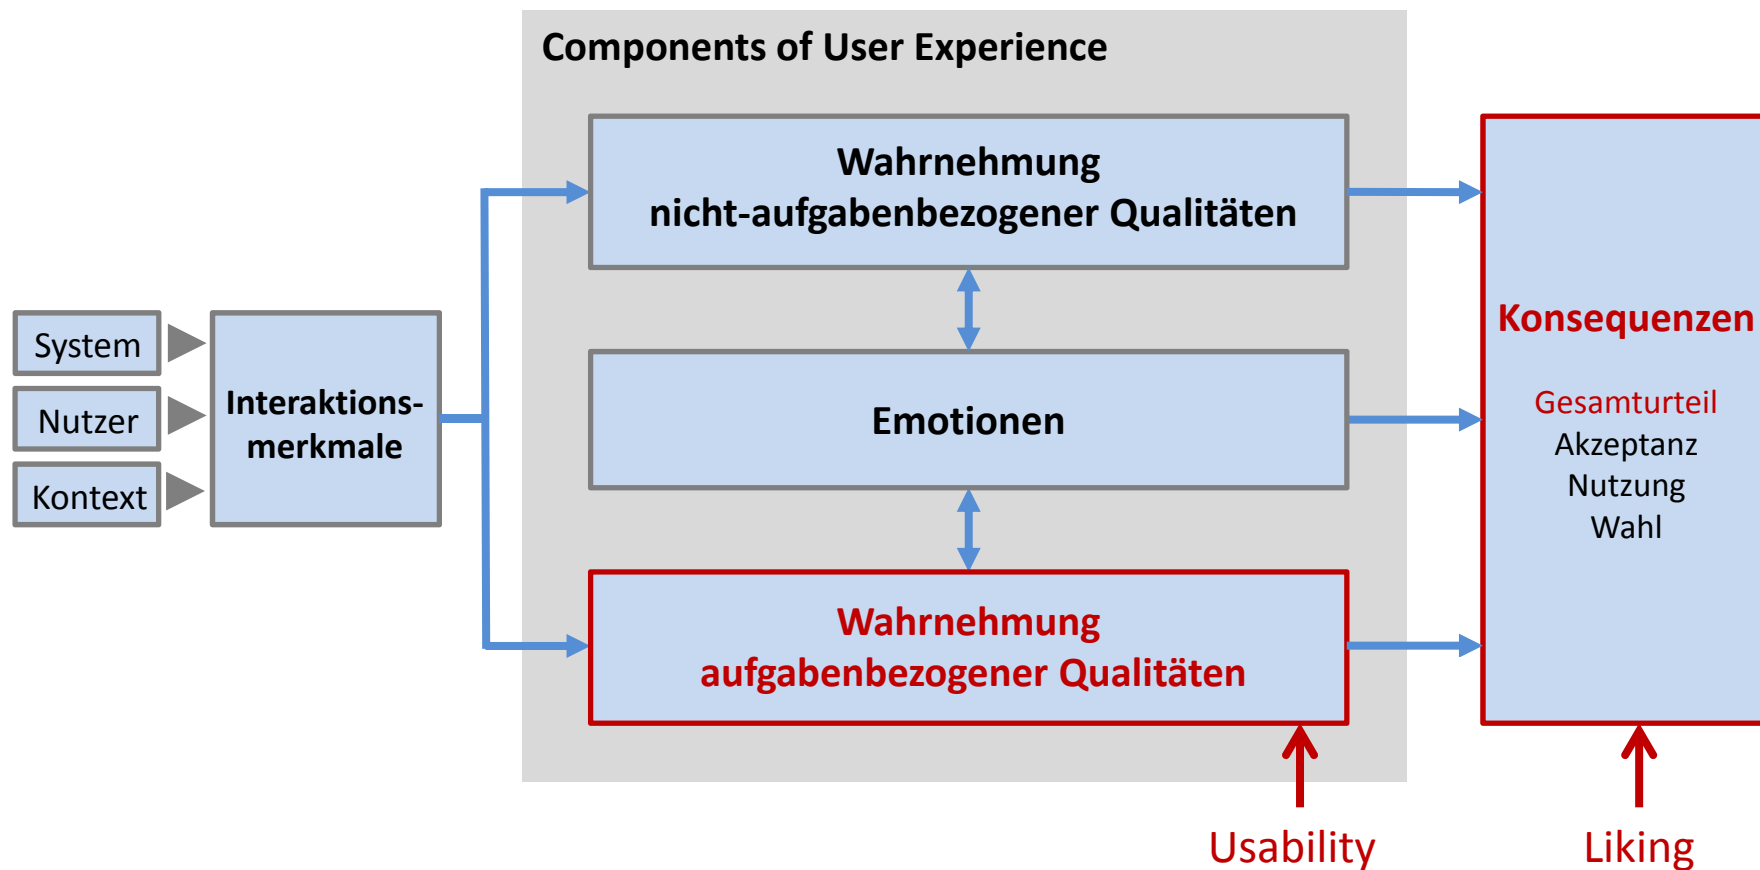 Components of User Experience
Wahrnehmung
nicht-aufgabenbezogener Qualitäten
System
Nutzer
Kontext
Interaktions-
merkmale
Emotionen
Wahrnehmung
aufgabenbezogener Qualitäten
Konsequenzen
Gesamturteil
Akzeptanz
Nutzung
Wahl
Usability
Liking